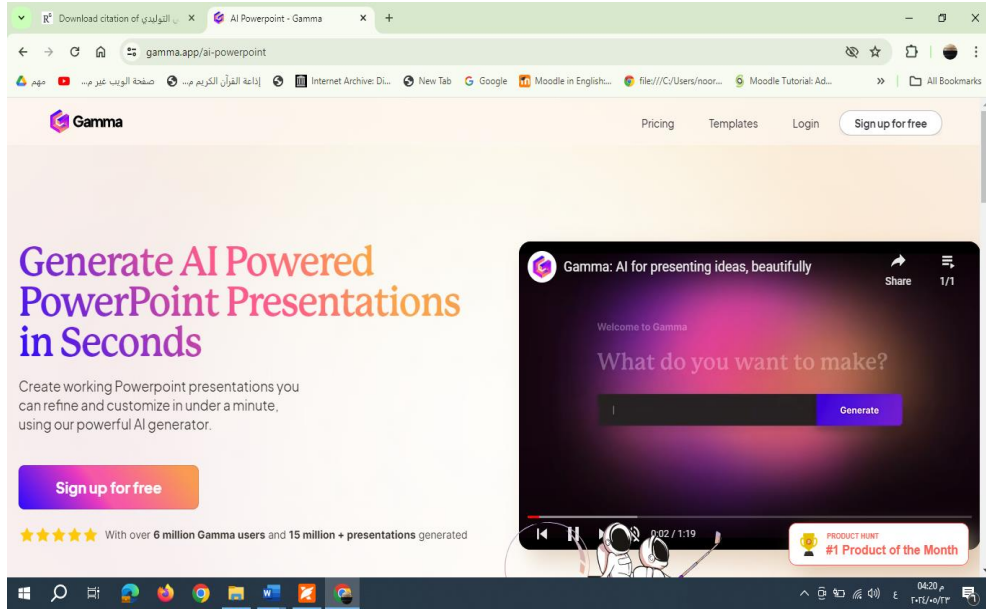 Download citation of ن التوليدي
AI Powerpoint - Gamma
gamma.app/ai-powerpoint
مهم
صفحة الويب غير م...
إذاعة القرآن الكريم م...
Internet Archive: Di...
New Tab
Google
Moodle in English:...
file:///C:/Users/noor...
Moodle Tutorial: Ad...
All Bookmarks
Gamma
Pricing
Templates
Login
Sign up for free
Generate AI Powered
PowerPoint Presentations
in Seconds
Create working Powerpoint presentations you
can refine and customize in under a minute,
using our powerful AI generator.
Sign up for free
With over 6 million Gamma users and 15 million + presentations generated
Gamma: AI for presenting ideas, beautifully
Share
1/1
Welcome to Gamma
What do you want to make?
Generate
0:02 / 1:19
PRODUCT HUNT
#1 Product of the Month
ع
04:20 م
٢٠٢٤/٠٥/٢٣